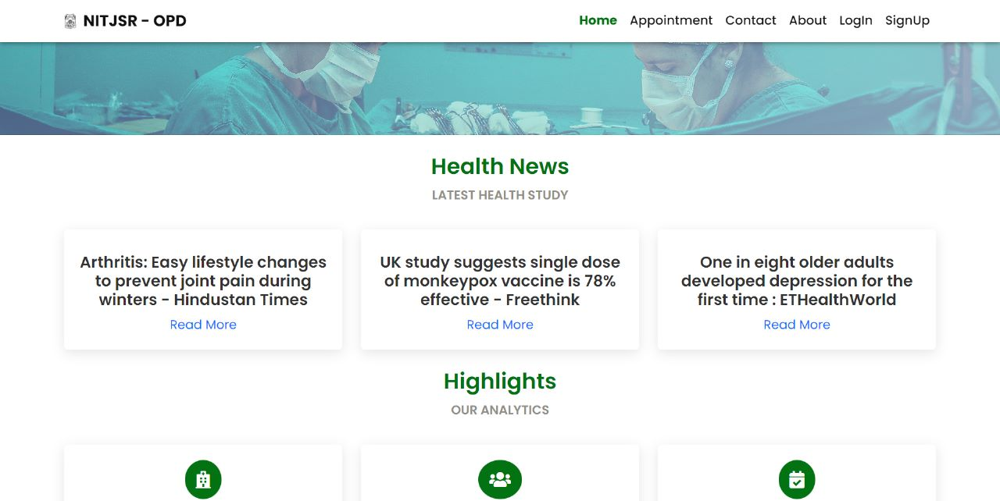 NITJSR - OPD
Home Appointment Contact About LogIn SignUp
Health News
LATEST HEALTH STUDY
Arthritis: Easy lifestyle changes
to prevent joint pain during
winters - Hindustan Times
Read More
UK study suggests single dose
of monkeypox vaccine is 78%
effective - Freethink
Read More
One in eight older adults
developed depression for the
first time : ETHealthWorld
Read More
Highlights
OUR ANALYTICS